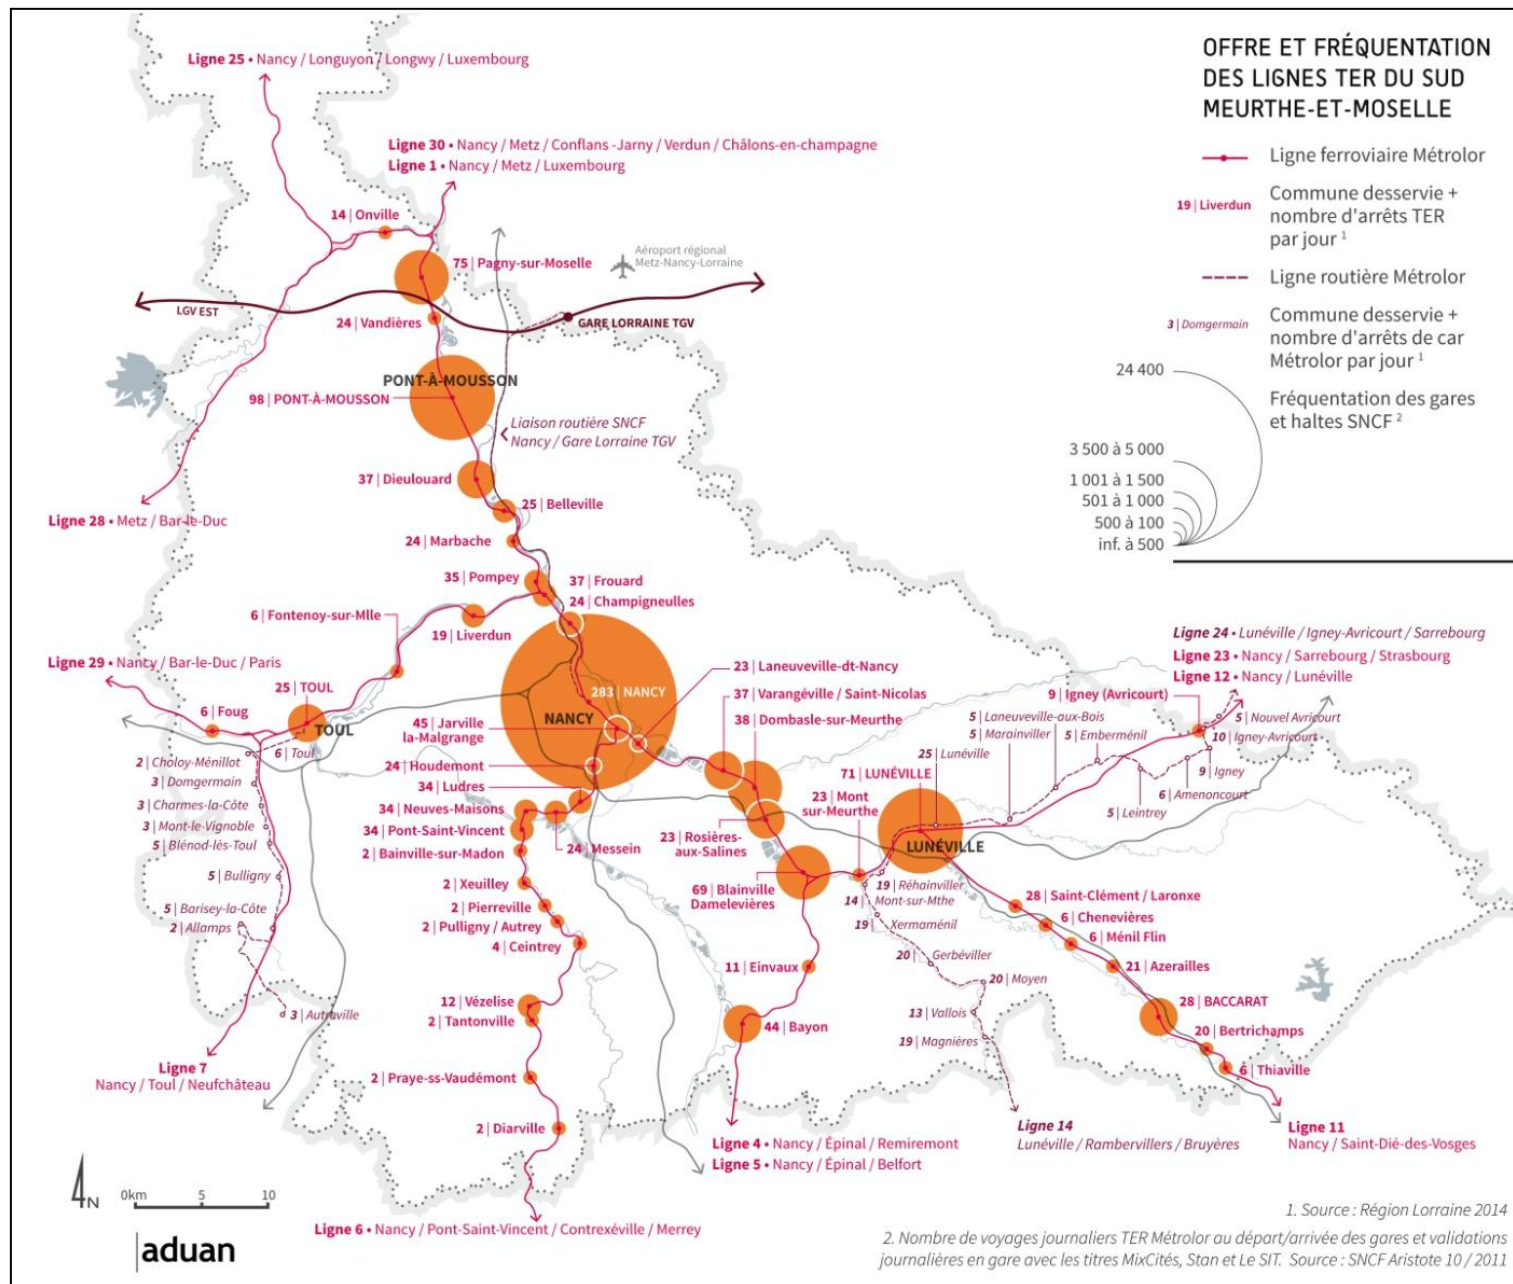 OFFRE ET FRÉQUENTATION
DES LIGNES TER DU SUD
MEURTHE-ET-MOSELLE
Ligne ferroviaire Métrolor
19 | Liverdun
Commune desservie +
nombre d'arrêts TER
par jour 1
Ligne routière Métrolor
3 | Domgermain
Commune desservie +
nombre d'arrêts de car
Métrolor par jour 1
Fréquentation des gares
et haltes SNCF 2
24 400
3 500 à 5 000
1 001 à 1 500
501 à 1 000
500 à 100
inf. à 500
Ligne 25 • Nancy / Longuyon / Longwy / Luxembourg
Ligne 30 • Nancy / Metz / Conflans -Jarny / Verdun / Châlons-en-champagne
Ligne 1 • Nancy / Metz / Luxembourg
14 | Onville
75 | Pagny-sur-Moselle
Aéroport régional
Metz-Nancy-Lorraine
LGV EST
GARE LORRAINE TGV
24 | Vandières
PONT-À-MOUSSON
98 | PONT-À-MOUSSON
Liaison routière SNCF
Nancy / Gare Lorraine TGV
37 | Dieulouard
25 | Belleville
Ligne 28 • Metz / Bar-le-Duc
24 | Marbache
35 | Pompey
37 | Frouard
24 | Champigneulles
6 | Fontenoy-sur-Mlle
19 | Liverdun
Ligne 29 • Nancy / Bar-le-Duc / Paris
25 | TOUL
6 | Foug
TOUL
6 | Toul
2 | Choloy-Ménillot
3 | Domgermain
3 | Charmes-la-Côte
3 | Mont-le-Vignoble
5 | Blénod-lès-Toul
5 | Bulligny
5 | Barisey-la-Côte
2 | Allamps
3 | Autraville
Ligne 7
Nancy / Toul / Neufchâteau
283 | NANCY
NANCY
45 | Jarville
la-Malgrange
24 | Houdemont
34 | Ludres
34 | Neuves-Maisons
34 | Pont-Saint-Vincent
24 | Messein
2 | Bainville-sur-Madon
2 | Xeuilley
2 | Pierreville
2 | Pulligny / Autrey
4 | Ceintrey
12 | Vézelise
2 | Tantonville
2 | Praye-ss-Vaudémont
2 | Diarville
Ligne 6 • Nancy / Pont-Saint-Vincent / Contrexéville / Merrey
23 | Laneuveville-dt-Nancy
37 | Varangéville / Saint-Nicolas
38 | Dombasle-sur-Meurthe
71 | LUNÉVILLE
23 | Mont
sur-Meurthe
23 | Rosières-
aux-Salines
69 | Blainville
Damelevières
LUNÉVILLE
11 | Einvaux
44 | Bayon
Ligne 4 • Nancy / Épinal / Remiremont
Ligne 5 • Nancy / Épinal / Belfort
Ligne 24 • Lunéville / Igney-Avricourt / Sarrebourg
Ligne 23 • Nancy / Sarrebourg / Strasbourg
Ligne 12 • Nancy / Lunéville
9 | Igney (Avricourt)
5 | Laneuveville-aux-Bois
5 | Marainviller
5 | Emberménil
25 | Lunéville
5 | Nouvel Avricourt
10 | Igney-Avricourt
9 | Igney
6 | Amenoncourt
5 | Leintrey
19 | Réhainviller
14 | Mont-sur-Mthe
19 | Xermaménil
20 | Gerbéviller
20 | Moyen
13 | Vallois
19 | Magnières
Ligne 14
Lunéville / Rambervillers / Bruyères
28 | Saint-Clément / Laronxe
6 | Chenevières
6 | Ménil Flin
21 | Azerailles
28 | BACCARAT
20 | Bertrichamps
6 | Thiaville
Ligne 11
Nancy / Saint-Dié-des-Vosges
N
0km 5 10
aduan
1. Source : Région Lorraine 2014
2. Nombre de voyages journaliers TER Métrolor au départ/arrivée des gares et validations
journalières en gare avec les titres MixCités, Stan et Le SIT. Source : SNCF Aristote 10 / 2011